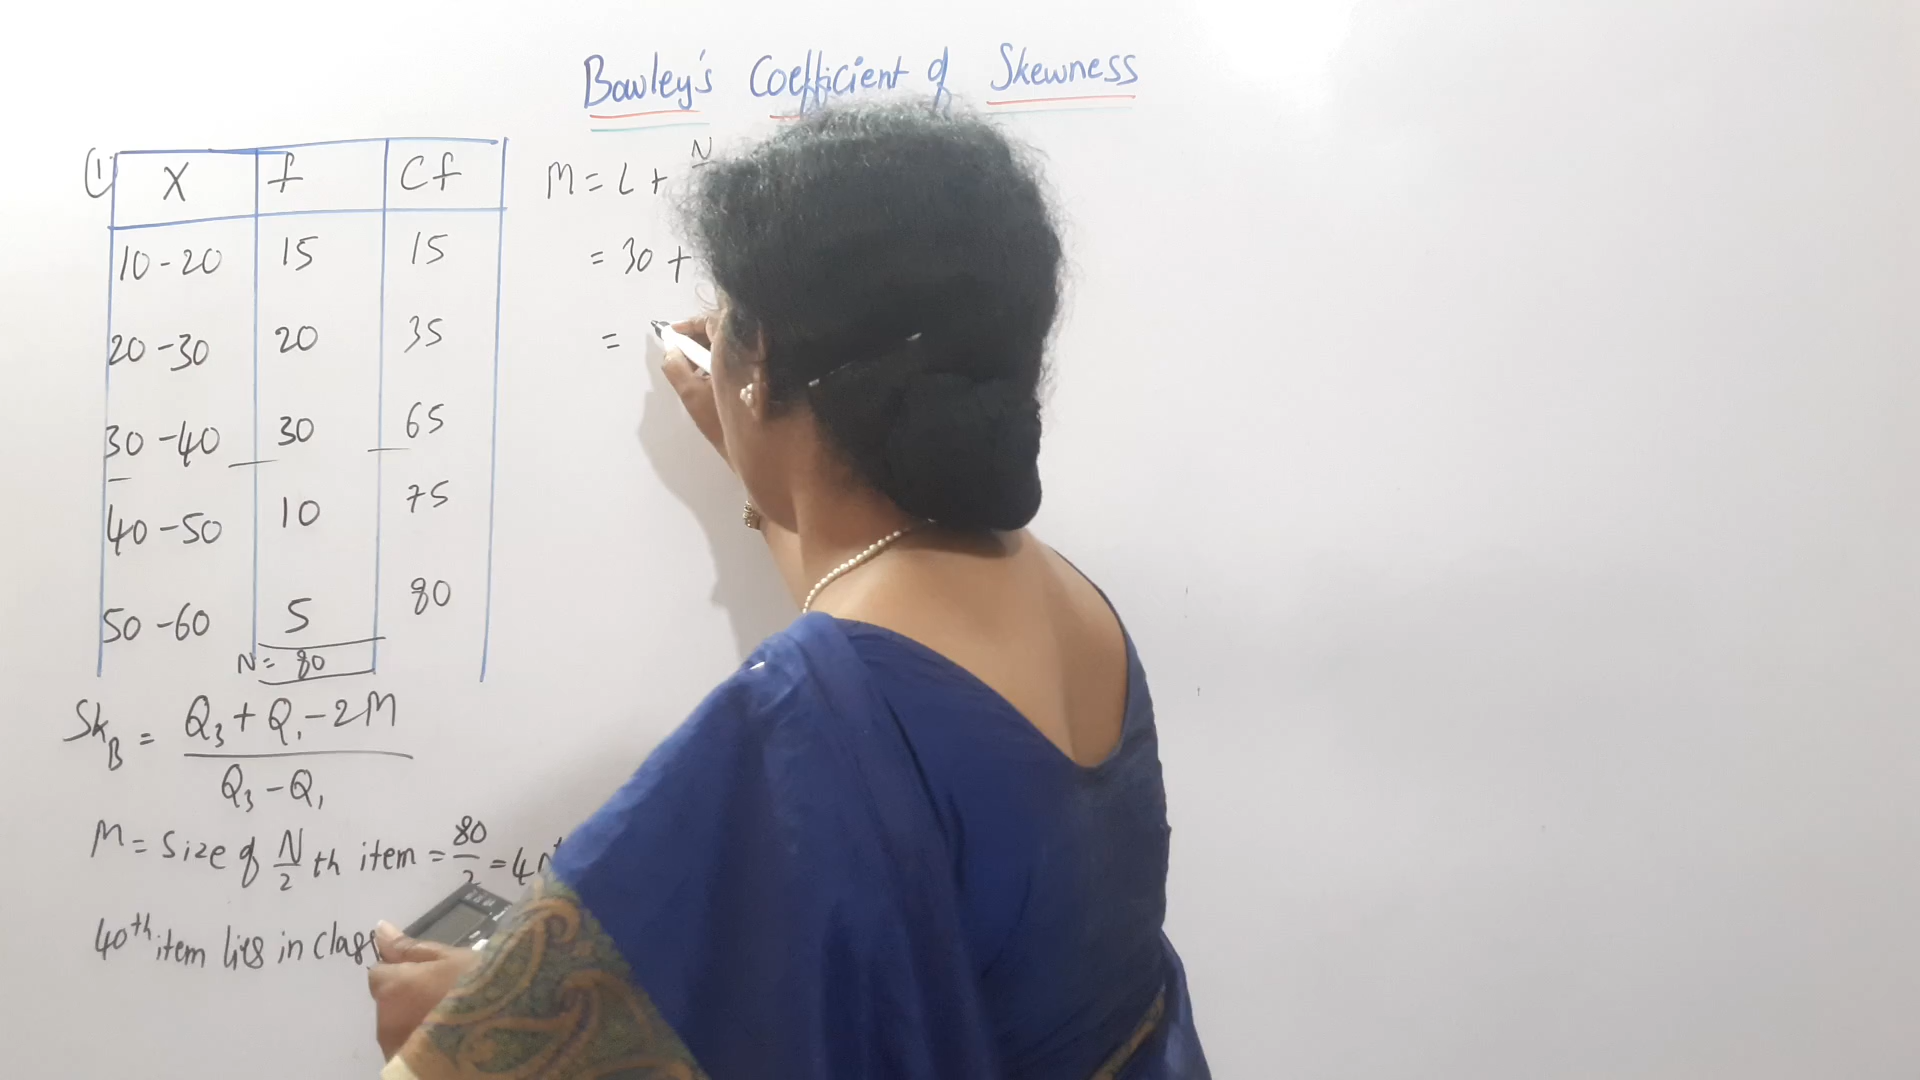 Bowley's Coefficient of Skewness
(1) X f Cf
10-20 15 15
20-30 20 35
30-40 30 65
40-50 10 75
50-60 5 80
N = 80
Sk_B = (Q₃ + Q₁ - 2M) / (Q₃ - Q₁)
M = Size of N/2 th item = 80/2 =
40th item lies in class
M = L + N
= 30 +
=